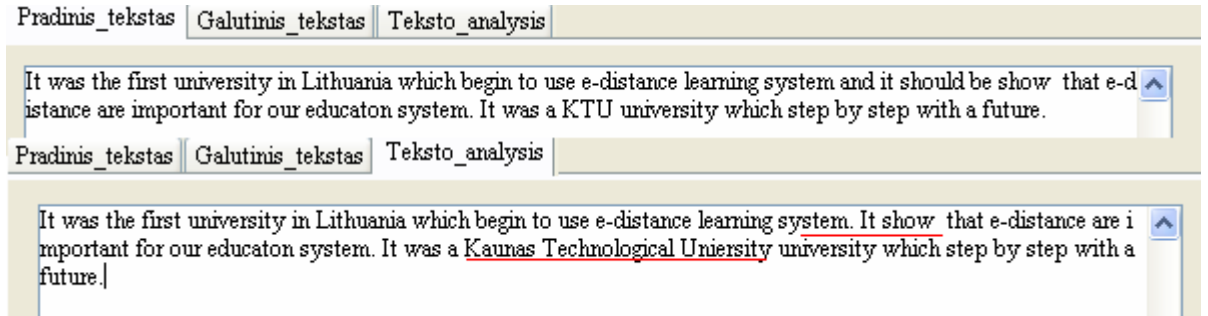 Pradinis_tekstas Galutinis_tekstas Teksto_analysis
It was the first university in Lithuania which begin to use e-distance learning system and it should be show  that e-d
istance are important for our educaton system. It was a KTU university which step by step with a future.
Pradinis_tekstas Galutinis_tekstas Teksto_analysis
It was the first university in Lithuania which begin to use e-distance learning system. It show  that e-distance are i
mportant for our educaton system. It was a Kaunas Technological Uniersity university which step by step with a
future.